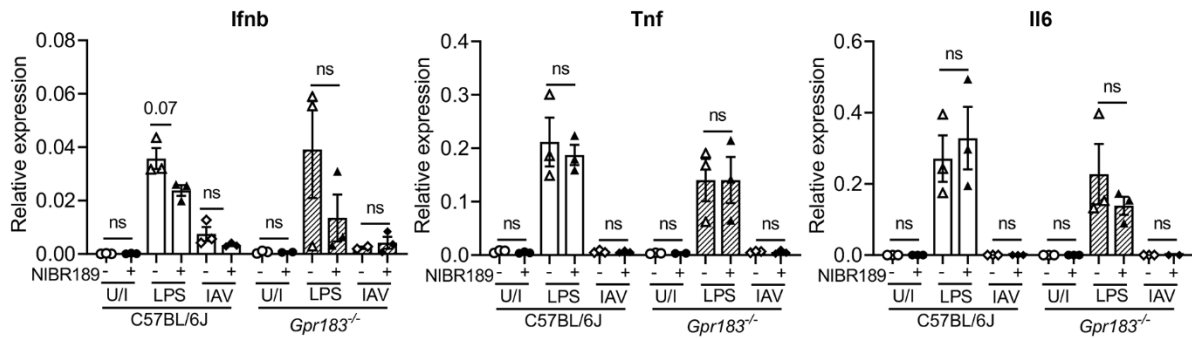 Ifnb
Relative expression
0.08
0.06
0.04
0.02
0.00
ns
0.07
ns
ns
ns
ns
NIBR189 - + - + - + - + - + - +
U/I LPS IAV U/I LPS IAV
C57BL/6J Gpr183-/-
Tnf
Relative expression
0.4
0.3
0.2
0.1
0.0
ns
ns
ns
ns
ns
ns
NIBR189 - + - + - + - + - + - +
U/I LPS IAV U/I LPS IAV
C57BL/6J Gpr183-/-
Il6
Relative expression
0.6
0.4
0.2
0.0
ns
ns
ns
ns
ns
ns
NIBR189 - + - + - + - + - + - +
U/I LPS IAV U/I LPS IAV
C57BL/6J Gpr183-/-